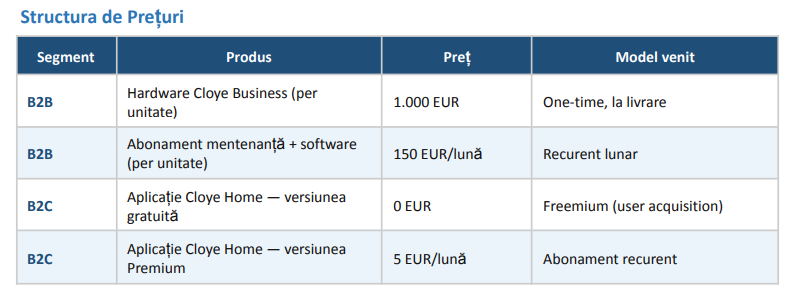 Structura de Prețuri
Segment Produs Preț Model venit
B2B Hardware Cloye Business (per unitate) 1.000 EUR One-time, la livrare
B2B Abonament mentenanță + software (per unitate) 150 EUR/lună Recurent lunar
B2C Aplicație Cloye Home — versiunea gratuită 0 EUR Freemium (user acquisition)
B2C Aplicație Cloye Home — versiunea Premium 5 EUR/lună Abonament recurent